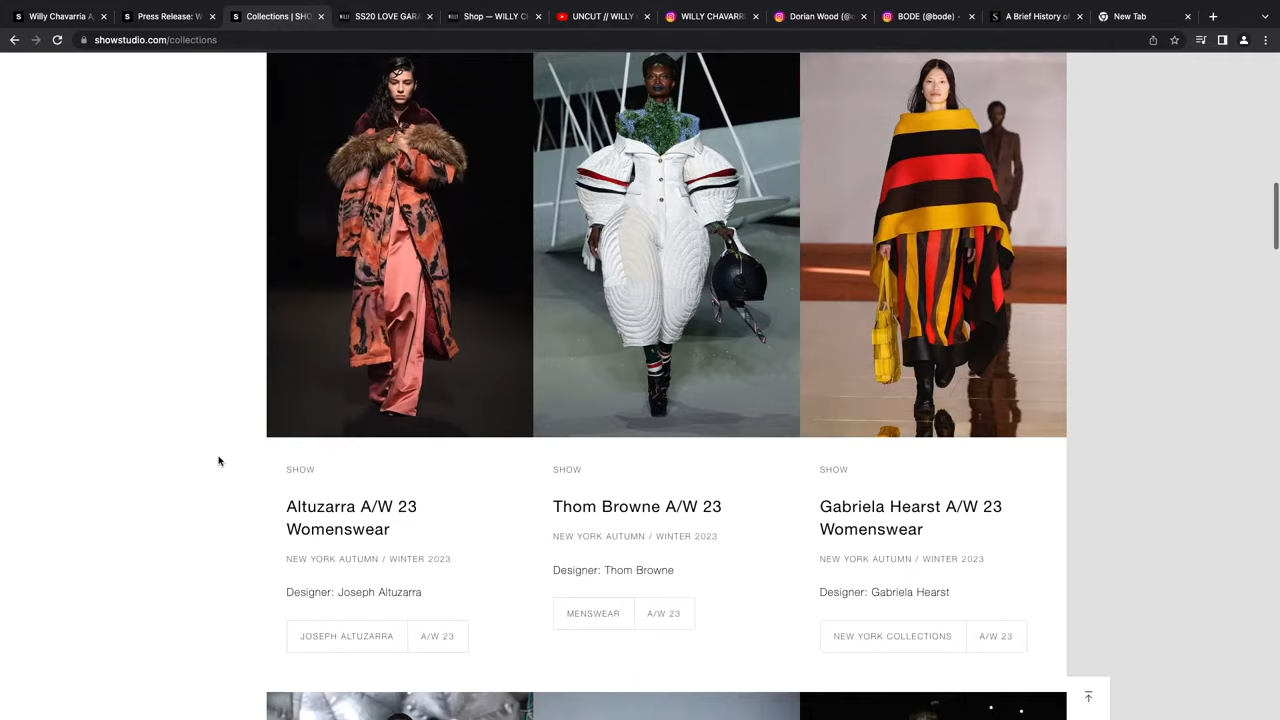 Willy Chavarria A
Press Release: W
Collections | SHO
SS20 LOVE GARA
Shop — WILLY C
UNCUT // WILLY
WILLY CHAVARR
Dorian Wood (@
BODE (@bode) -
A Brief History of
New Tab
showstudio.com/collections
SHOW
Altuzarra A/W 23
Womenswear
NEW YORK AUTUMN / WINTER 2023
Designer: Joseph Altuzarra
JOSEPH ALTUZARRA
A/W 23
SHOW
Thom Browne A/W 23
NEW YORK AUTUMN / WINTER 2023
Designer: Thom Browne
MENSWEAR
A/W 23
SHOW
Gabriela Hearst A/W 23
Womenswear
NEW YORK AUTUMN / WINTER 2023
Designer: Gabriela Hearst
NEW YORK COLLECTIONS
A/W 23